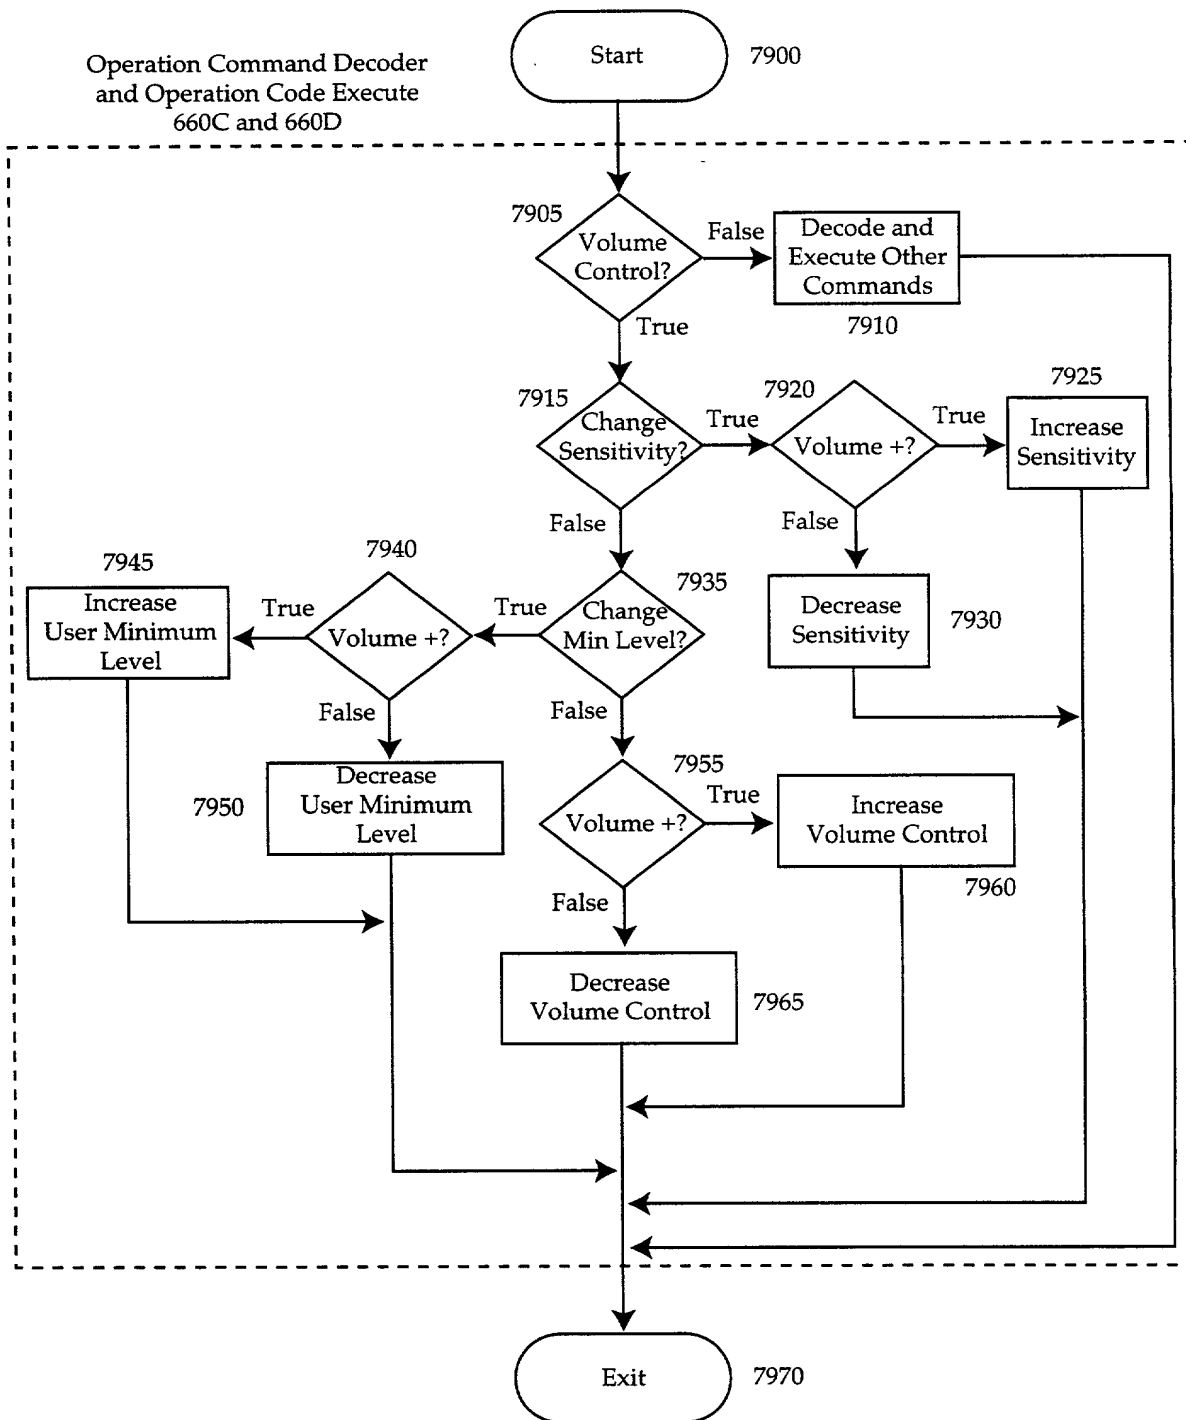 Start
7900
Operation Command Decoder
and Operation Code Execute
660C and 660D
7905
Volume
Control?
False
Decode and
Execute Other
Commands
7910
True
7915
Change
Sensitivity?
True
7920
Volume +?
True
7925
Increase
Sensitivity
False
False
7945
Increase
User Minimum
Level
True
7940
Volume +?
True
7935
Change
Min Level?
Decrease
Sensitivity
7930
False
False
7950
Decrease
User Minimum
Level
7955
Volume +?
True
Increase
Volume Control
7960
False
Decrease
Volume Control
7965
Exit
7970